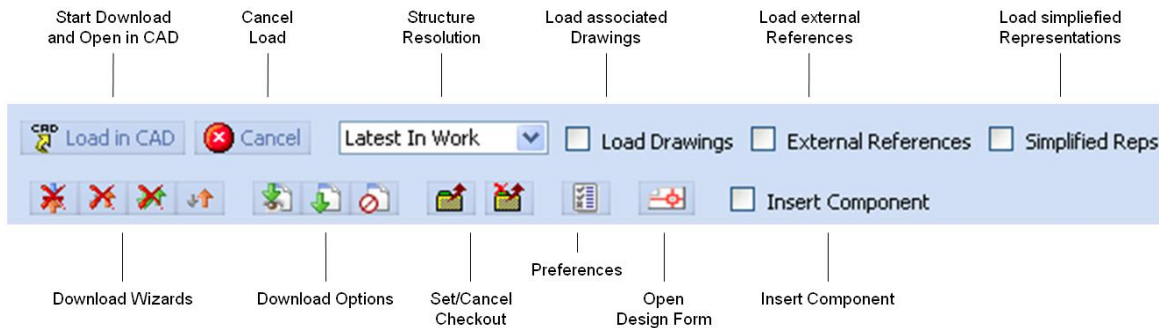 Start Download
and Open in CAD
Cancel
Load
Structure
Resolution
Load associated
Drawings
Load external
References
Load simpliefied
Representations
CAD Load in CAD Cancel Latest In Work Load Drawings External References Simplified Reps
Insert Component
Preferences
Download Wizards
Download Options
Set/Cancel
Checkout
Open
Design Form
Insert Component